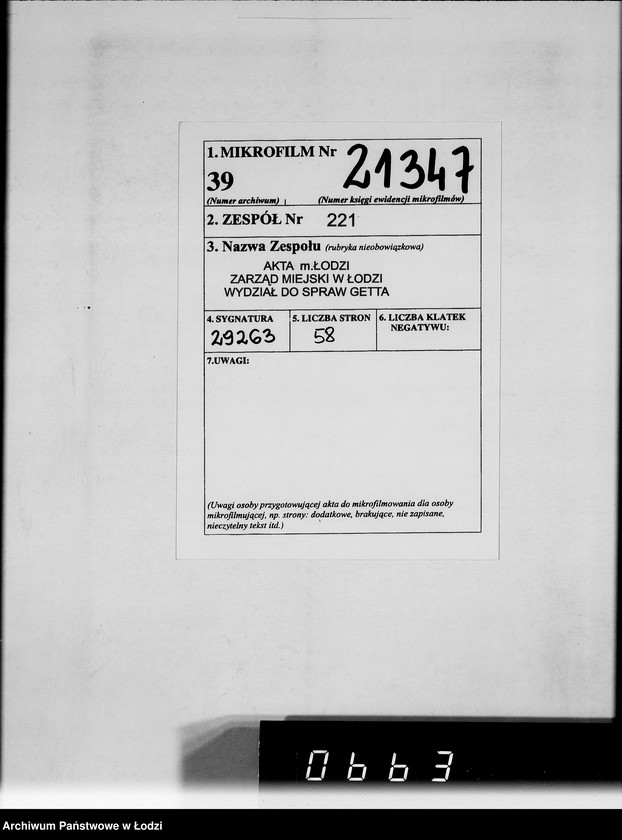 1. MIKROFILM Nr 21347
39
(Numer archiwum) (Numer księgi ewidencji mikrofilmów)
2. ZESPÓŁ Nr 221
3. Nazwa Zespołu (rubryka nieobowiązkowa)
AKTA m.ŁODZI
ZARZĄD MIEJSKI W ŁODZI
WYDZIAŁ DO SPRAW GETTA
4. SYGNATURA 5. LICZBA STRON 6. LICZBA KLATEK
NEGATYWU:
29263 58
7.UWAGI:
(Uwagi osoby przygotowującej akta do mikrofilmowania dla osoby
mikrofilmującej, np. strony: dodatkowe, brakujące, nie zapisane,
nieczytelny tekst itd.)
0663
Archiwum Państwowe w Łodzi